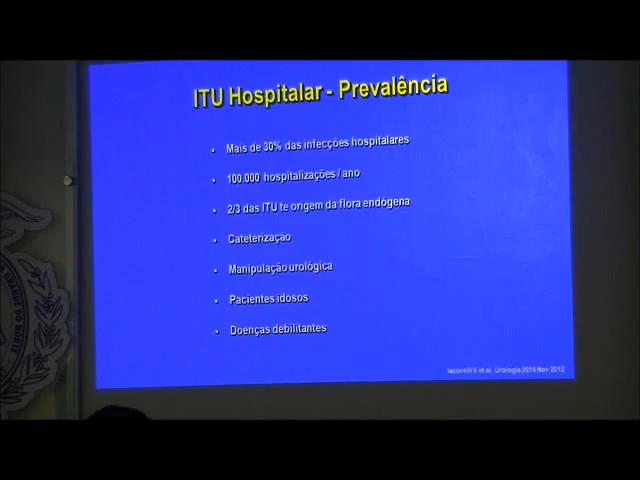 ITU Hospitalar - Prevalência
Mais de 30% das infecções hospitalares
100.000 hospitalizações / ano
2/3 das ITU te origem da flora endógena
Cateterização
Manipulação urológica
Pacientes idosos
Doenças debilitantes
Iacovelli V et al. Urologia 2014 Nov 2012